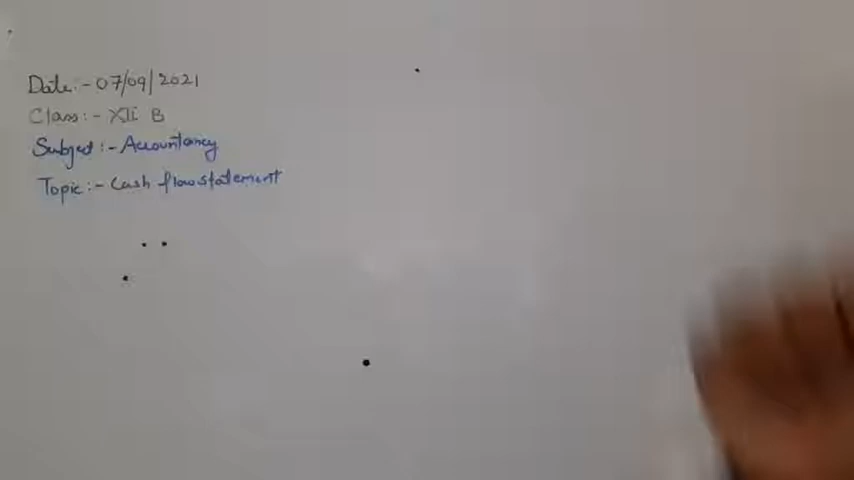 Date:- 07/09/2021
Class:- XII B
Subject:- Accountancy
Topic:- Cash flow statement